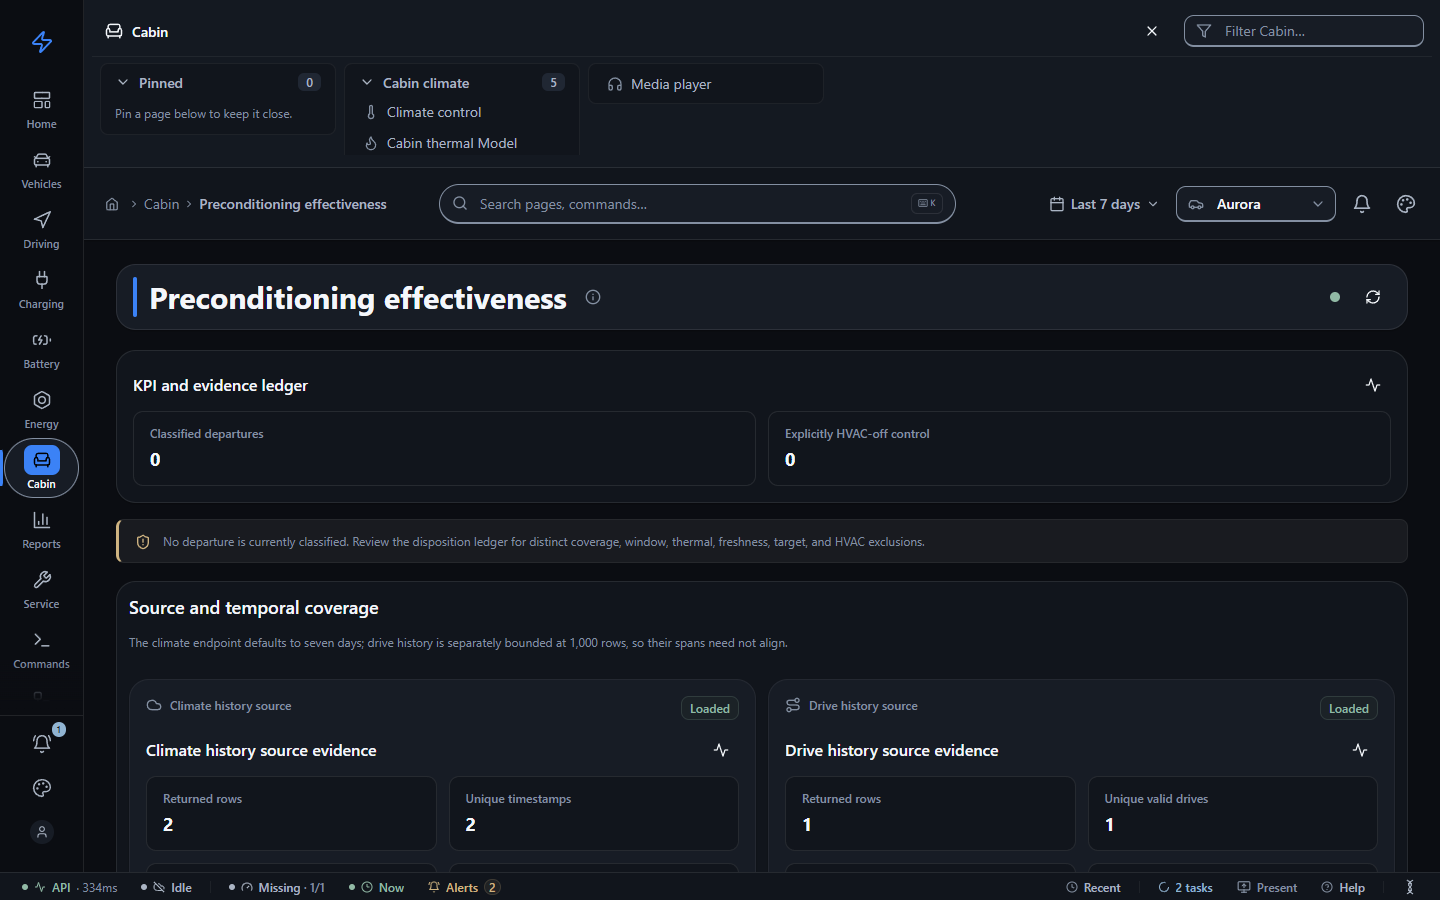 Cabin
Filter Cabin...
Pinned
0
Pin a page below to keep it close.
Cabin climate
5
Climate control
Cabin thermal Model
Media player
Home
Vehicles
Driving
Charging
Battery
Energy
Cabin
Reports
Service
Commands
1
Cabin
Preconditioning effectiveness
Search pages, commands...
K
Last 7 days
Aurora
Preconditioning effectiveness
KPI and evidence ledger
Classified departures
0
Explicitly HVAC-off control
0
No departure is currently classified. Review the disposition ledger for distinct coverage, window, thermal, freshness, target, and HVAC exclusions.
Source and temporal coverage
The climate endpoint defaults to seven days; drive history is separately bounded at 1,000 rows, so their spans need not align.
Climate history source
Loaded
Climate history source evidence
Returned rows
2
Unique timestamps
2
Drive history source
Loaded
Drive history source evidence
Returned rows
1
Unique valid drives
1
API · 334ms
Idle
Missing · 1/1
Now
Alerts 2
Recent
2 tasks
Present
Help